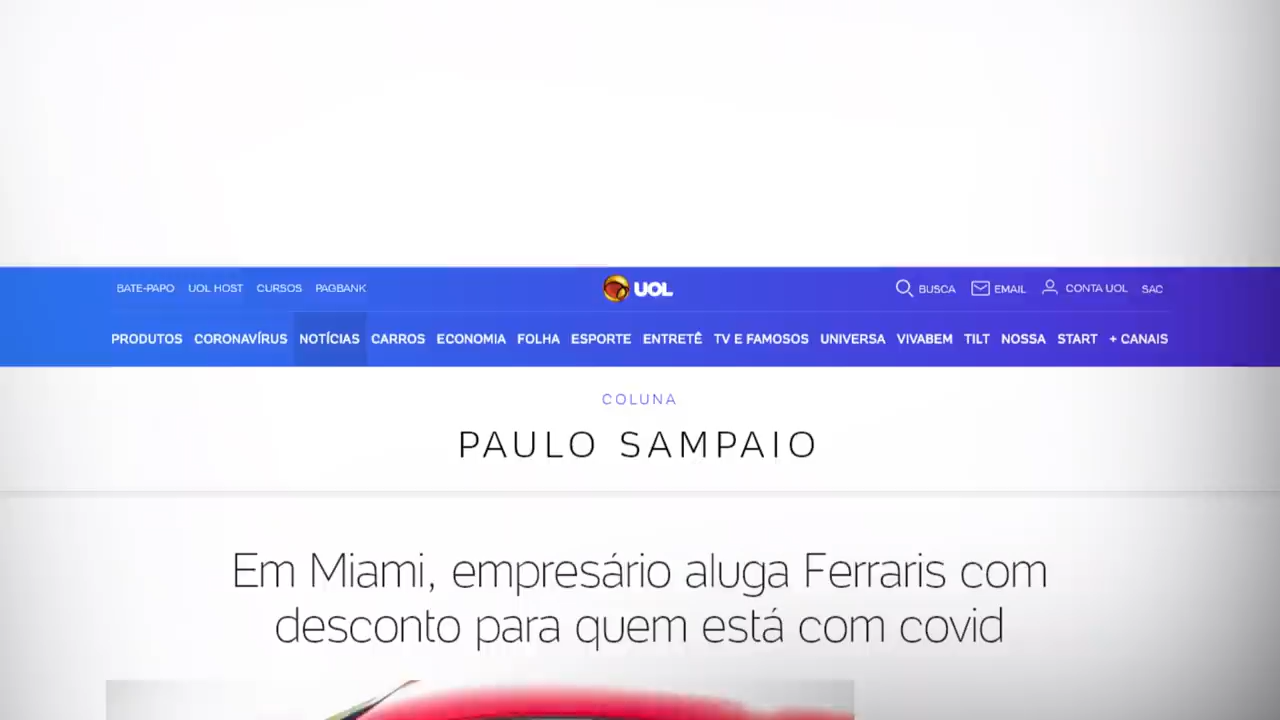 BATE-PAPO UOL HOST CURSOS PAGBANK UOL BUSCA EMAIL CONTA UOL SAC
PRODUTOS CORONAVÍRUS NOTÍCIAS CARROS ECONOMIA FOLHA ESPORTE ENTRETÊ TV E FAMOSOS UNIVERSA VIVABEM TILT NOSSA START + CANAIS
COLUNA
PAULO SAMPAIO
Em Miami, empresário aluga Ferraris com
desconto para quem está com covid